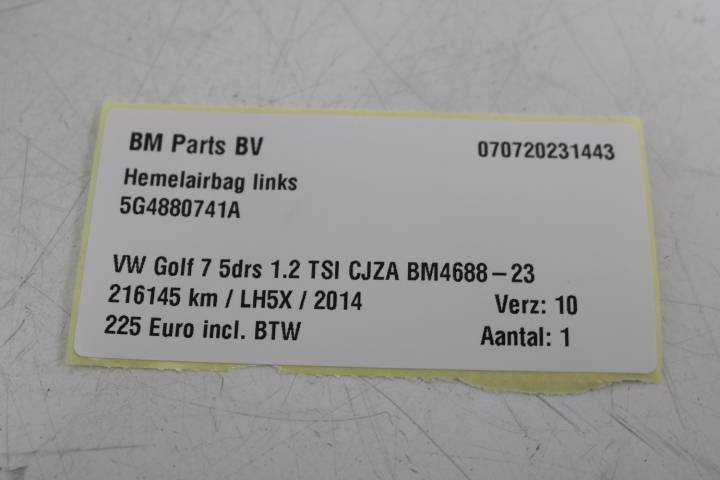 BM Parts BV 070720231443
Hemelairbag links
5G4880741A
VW Golf 7 5drs 1.2 TSI CJZA BM4688-23
216145 km / LH5X / 2014 Verz: 10
225 Euro incl. BTW Aantal: 1